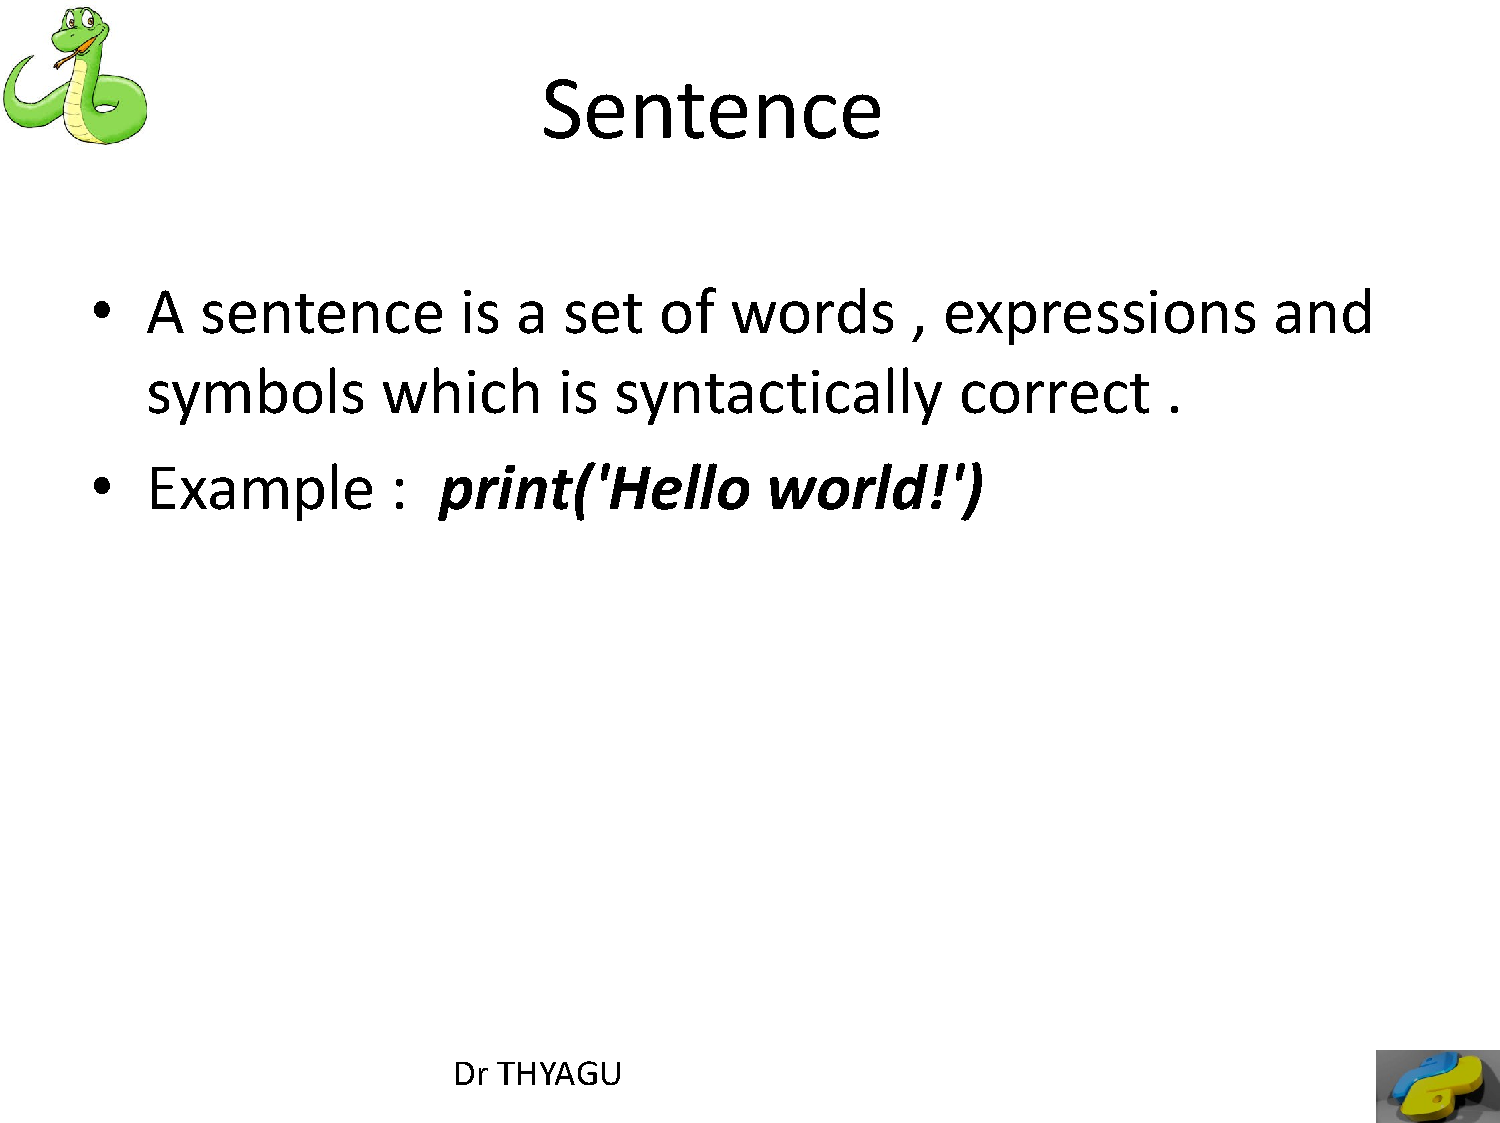 Sentence
• A sentence is a set of words , expressions and
symbols which is syntactically correct .
• Example : print('Hello world!')
Dr THYAGU